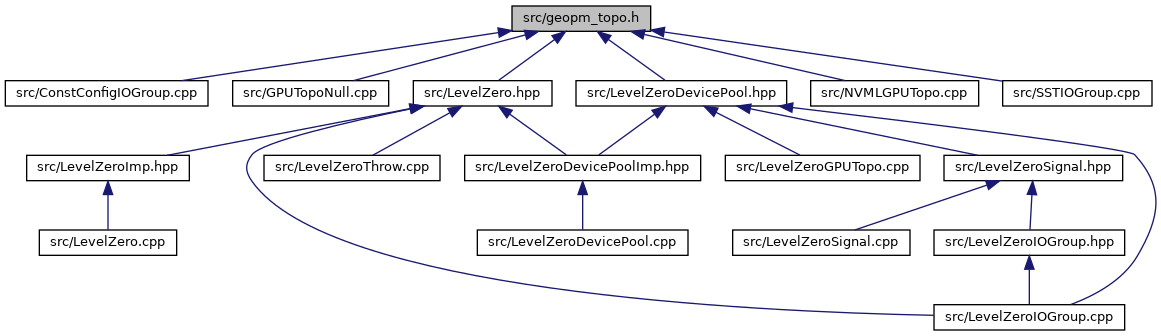 src/geopm_topo.h
src/ConstConfigIOGroup.cpp
src/GPUTopoNull.cpp
src/LevelZero.hpp
src/LevelZeroDevicePool.hpp
src/NVMLGPUTopo.cpp
src/SSTIOGroup.cpp
src/LevelZeroImp.hpp
src/LevelZeroThrow.cpp
src/LevelZeroDevicePoolImp.hpp
src/LevelZeroGPUTopo.cpp
src/LevelZeroSignal.hpp
src/LevelZero.cpp
src/LevelZeroDevicePool.cpp
src/LevelZeroSignal.cpp
src/LevelZeroIOGroup.hpp
src/LevelZeroIOGroup.cpp